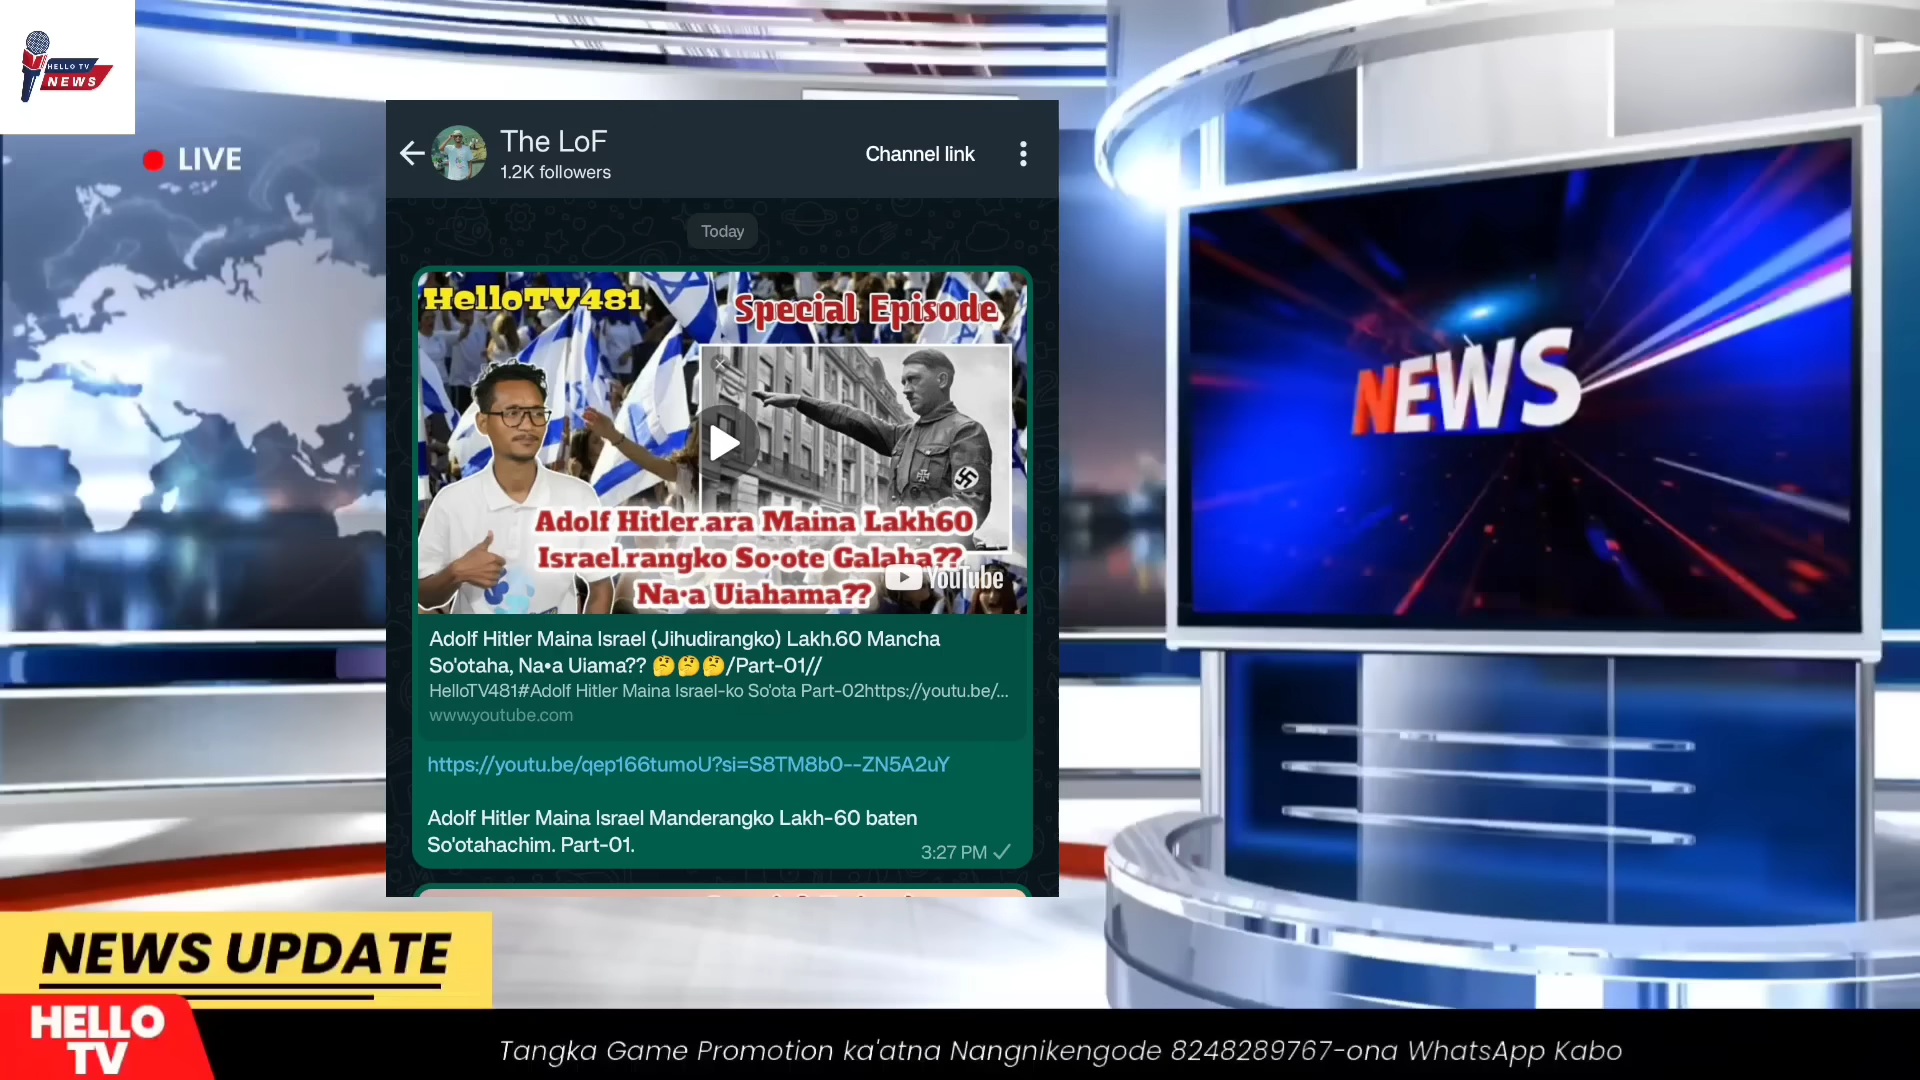 HELLO TV
NEWS
LIVE
The LoF
1.2K followers
Channel link
Today
HelloTV481
Special Episode
Adolf Hitler.ara Maina Lakh60
Israel.rangko So•ote Galaha??
Na•a Uiahama??
YouTube
Adolf Hitler Maina Israel (Jihudirangko) Lakh.60 Mancha
So'otaha, Na•a Uiama?? 🤔🤔🤔/Part-01//
HelloTV481#Adolf Hitler Maina Israel-ko So'ota Part-02https://youtu.be/...
www.youtube.com
https://youtu.be/qep166tumoU?si=S8TM8b0--ZN5A2uY
Adolf Hitler Maina Israel Manderangko Lakh-60 baten
So'otahachim. Part-01.
3:27 PM
NEWS
NEWS UPDATE
HELLO
TV
Tangka Game Promotion ka'atna Nangnikengode 8248289767-ona WhatsApp Kabo